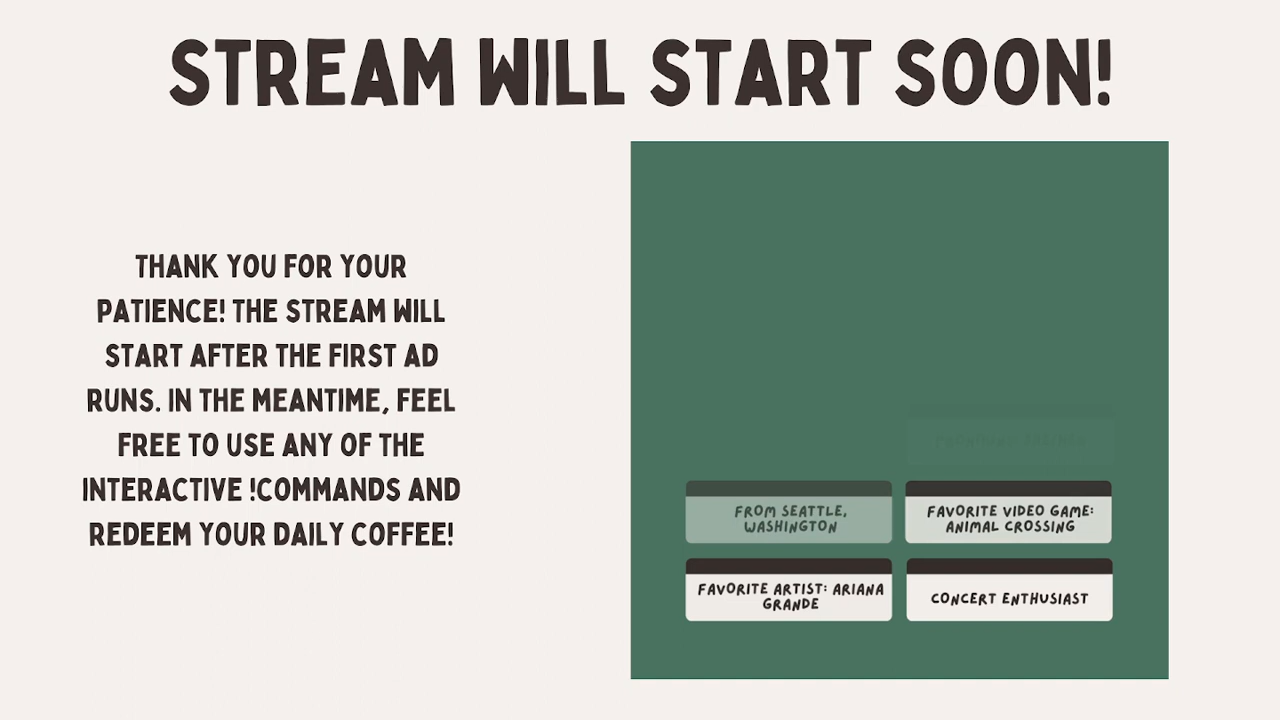 STREAM WILL START SOON!
THANK YOU FOR YOUR
PATIENCE! THE STREAM WILL
START AFTER THE FIRST AD
RUNS. IN THE MEANTIME, FEEL
FREE TO USE ANY OF THE
INTERACTIVE !COMMANDS AND
REDEEM YOUR DAILY COFFEE!
FROM SEATTLE,
WASHINGTON
FAVORITE VIDEO GAME:
ANIMAL CROSSING
FAVORITE ARTIST: ARIANA
GRANDE
CONCERT ENTHUSIAST